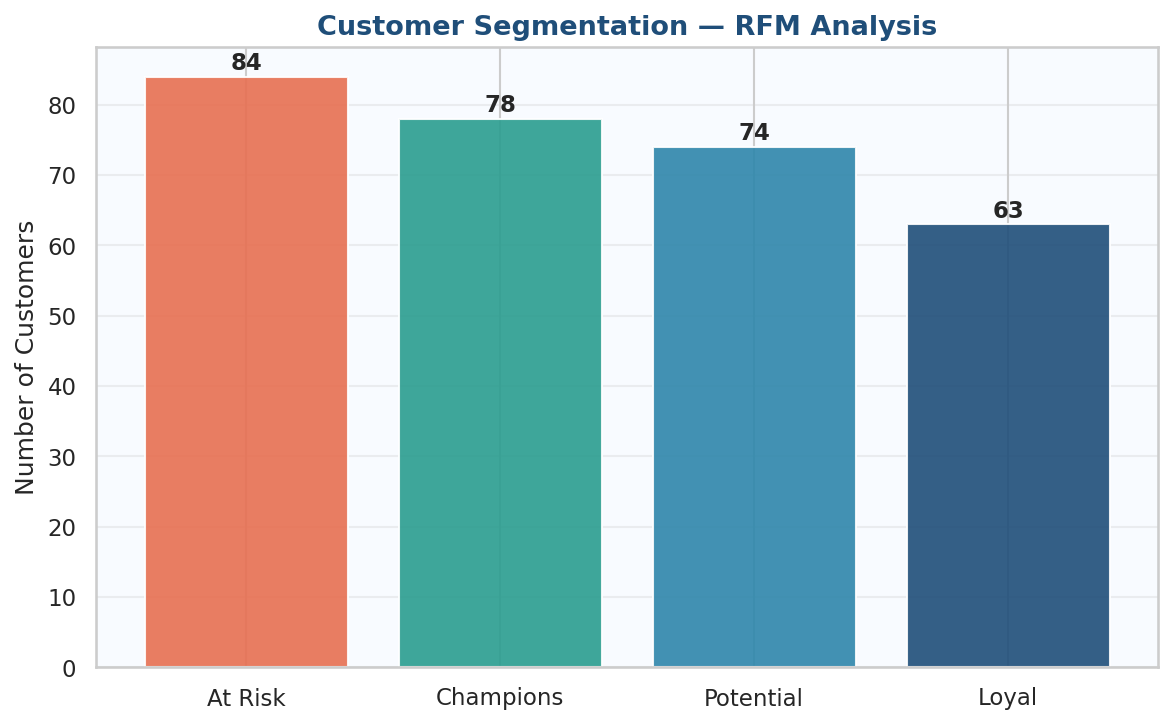 Customer Segmentation — RFM Analysis
84
78
74
63
Number of Customers
80
70
60
50
40
30
20
10
0
At Risk
Champions
Potential
Loyal